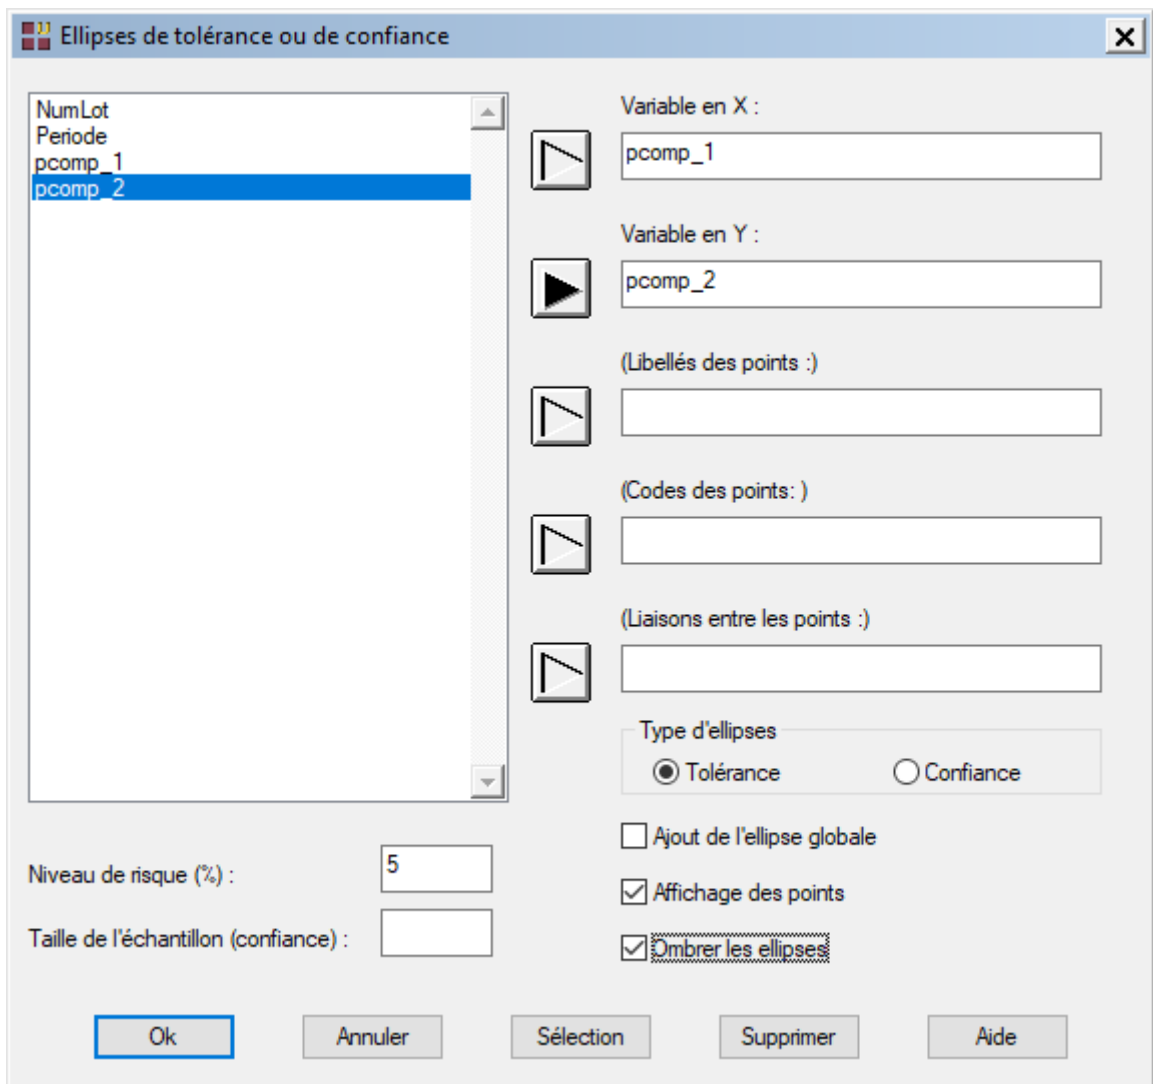 Ellipses de tolérance ou de confiance
NumLot
Periode
pcomp_1
pcomp_2
Variable en X :
pcomp_1
Variable en Y :
pcomp_2
(Libellés des points :)
(Codes des points: )
(Liaisons entre les points :)
Type d'ellipses
Tolérance
Confiance
Ajout de l'ellipse globale
Affichage des points
Ombrer les ellipses
Niveau de risque (%) :
5
Taille de l'échantillon (confiance) :
Ok
Annuler
Sélection
Supprimer
Aide